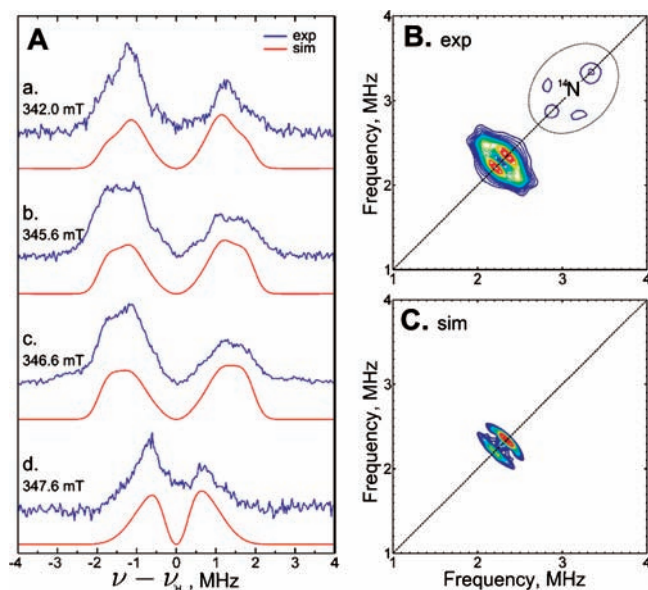 A
exp
sim
a.
342.0 mT
b.
345.6 mT
c.
346.6 mT
d.
347.6 mT
-4 -3 -2 -1 0 1 2 3 4
ν − νH, MHz
B. exp
14N
Frequency, MHz
4
3
2
1
1 2 3 4
C. sim
Frequency, MHz
4
3
2
1
1 2 3 4
Frequency, MHz